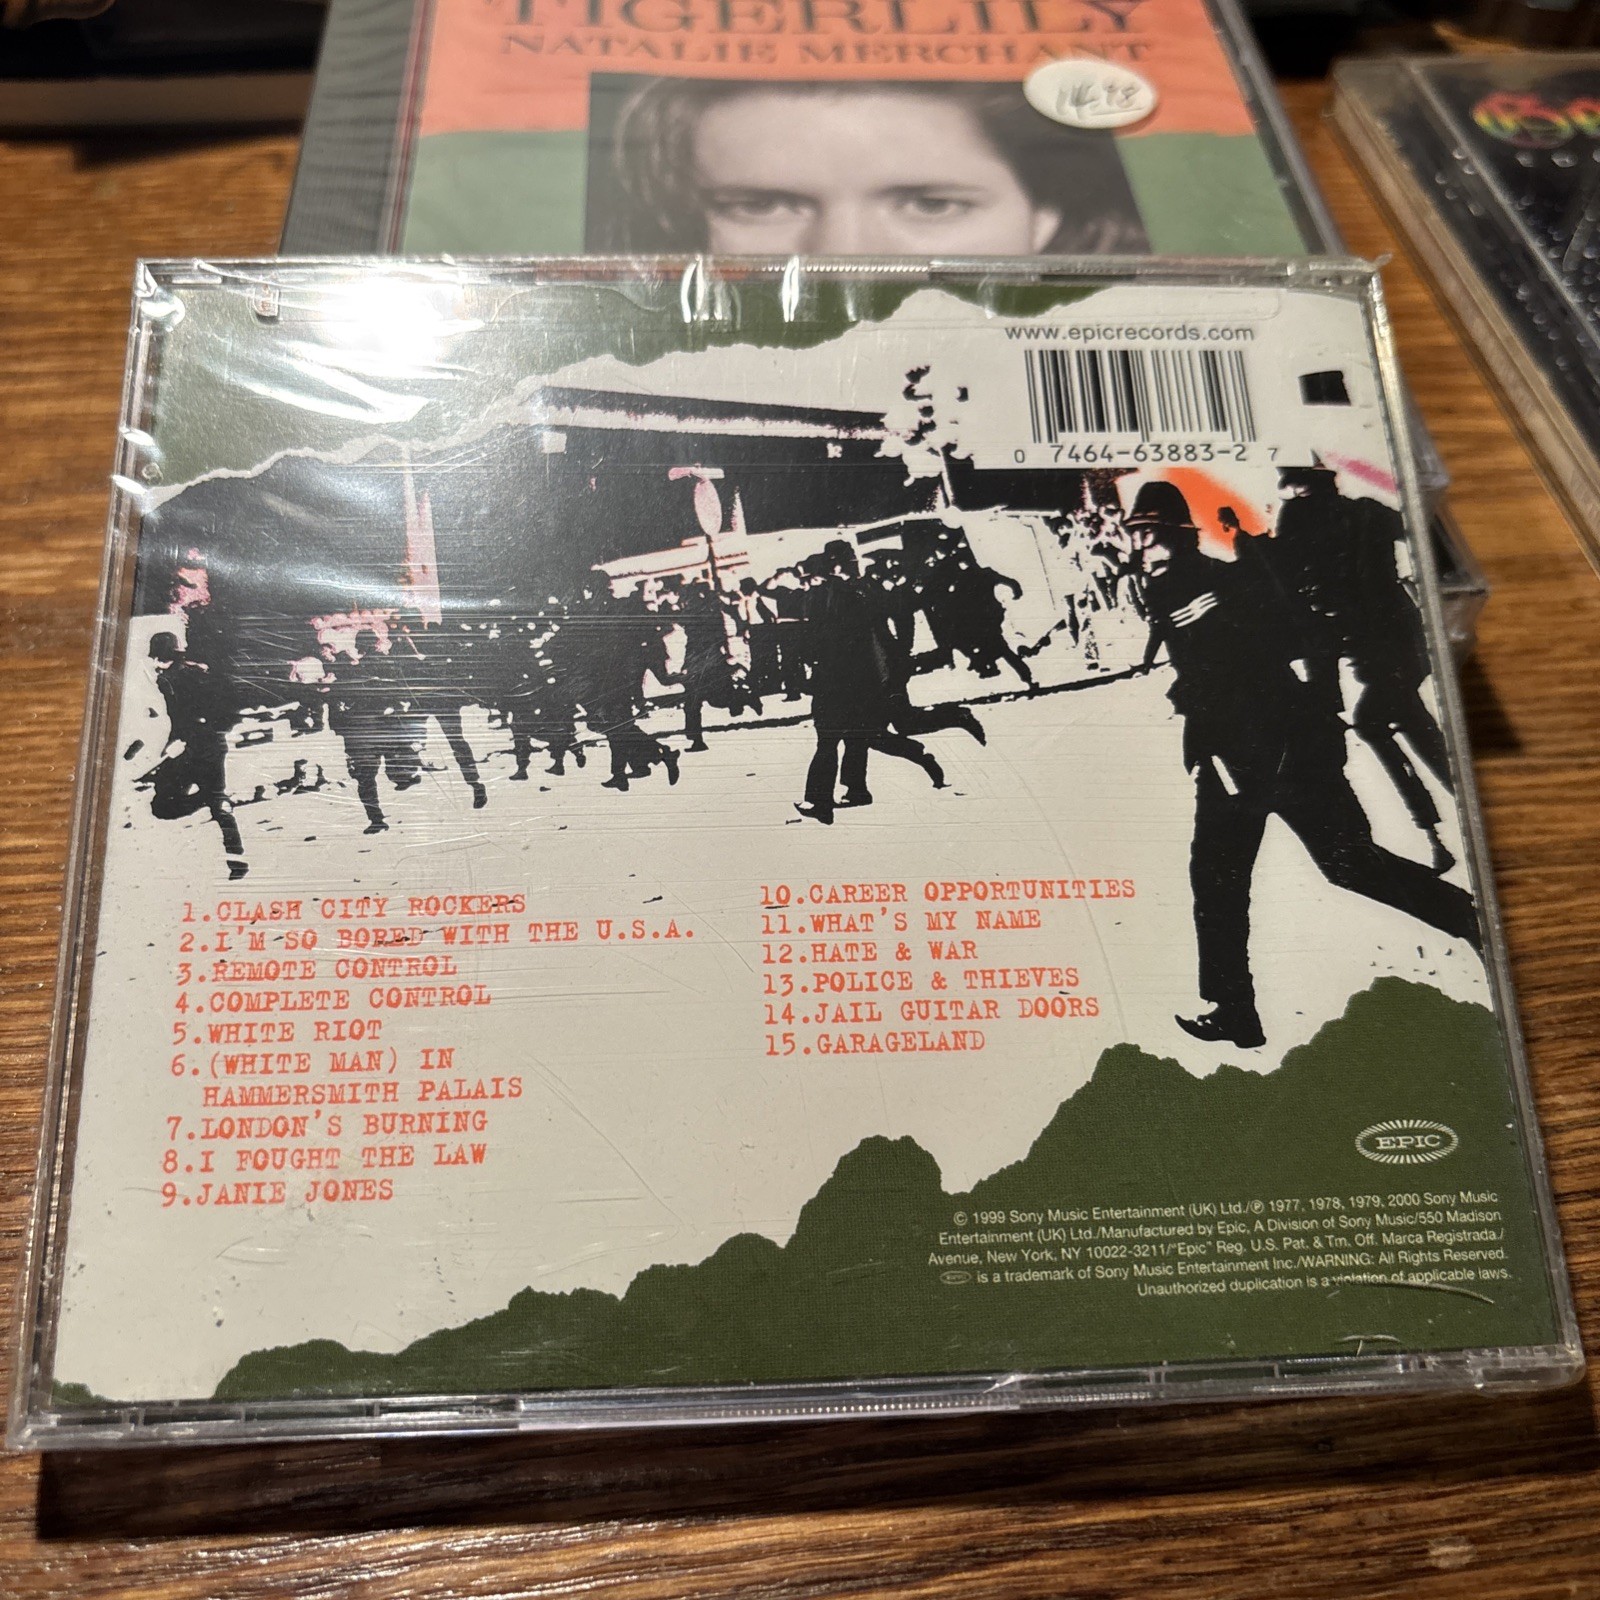 TIGERLILY
NATALIE MERCHANT
14.98
www.epicrecords.com
0 7464-63883-2 7
1.CLASH CITY ROCKERS
2.I'M SO BORED WITH THE U.S.A.
3.REMOTE CONTROL
4.COMPLETE CONTROL
5.WHITE RIOT
6.(WHITE MAN) IN
HAMMERSMITH PALAIS
7.LONDON'S BURNING
8.I FOUGHT THE LAW
9.JANIE JONES
10.CAREER OPPORTUNITIES
11.WHAT'S MY NAME
12.HATE & WAR
13.POLICE & THIEVES
14.JAIL GUITAR DOORS
15.GARAGELAND
EPIC
© 1999 Sony Music Entertainment (UK) Ltd./℗ 1977, 1978, 1979, 2000 Sony Music
Entertainment (UK) Ltd./Manufactured by Epic, A Division of Sony Music/550 Madison
Avenue, New York, NY 10022-3211/"Epic" Reg. U.S. Pat. & Tm. Off. Marca Registrada./
EPIC is a trademark of Sony Music Entertainment Inc./WARNING: All Rights Reserved.
Unauthorized duplication is a violation of applicable laws.